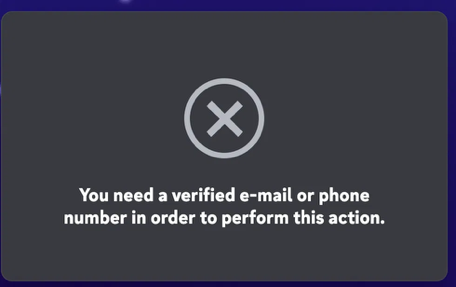 You need a verified e-mail or phone
number in order to perform this action.